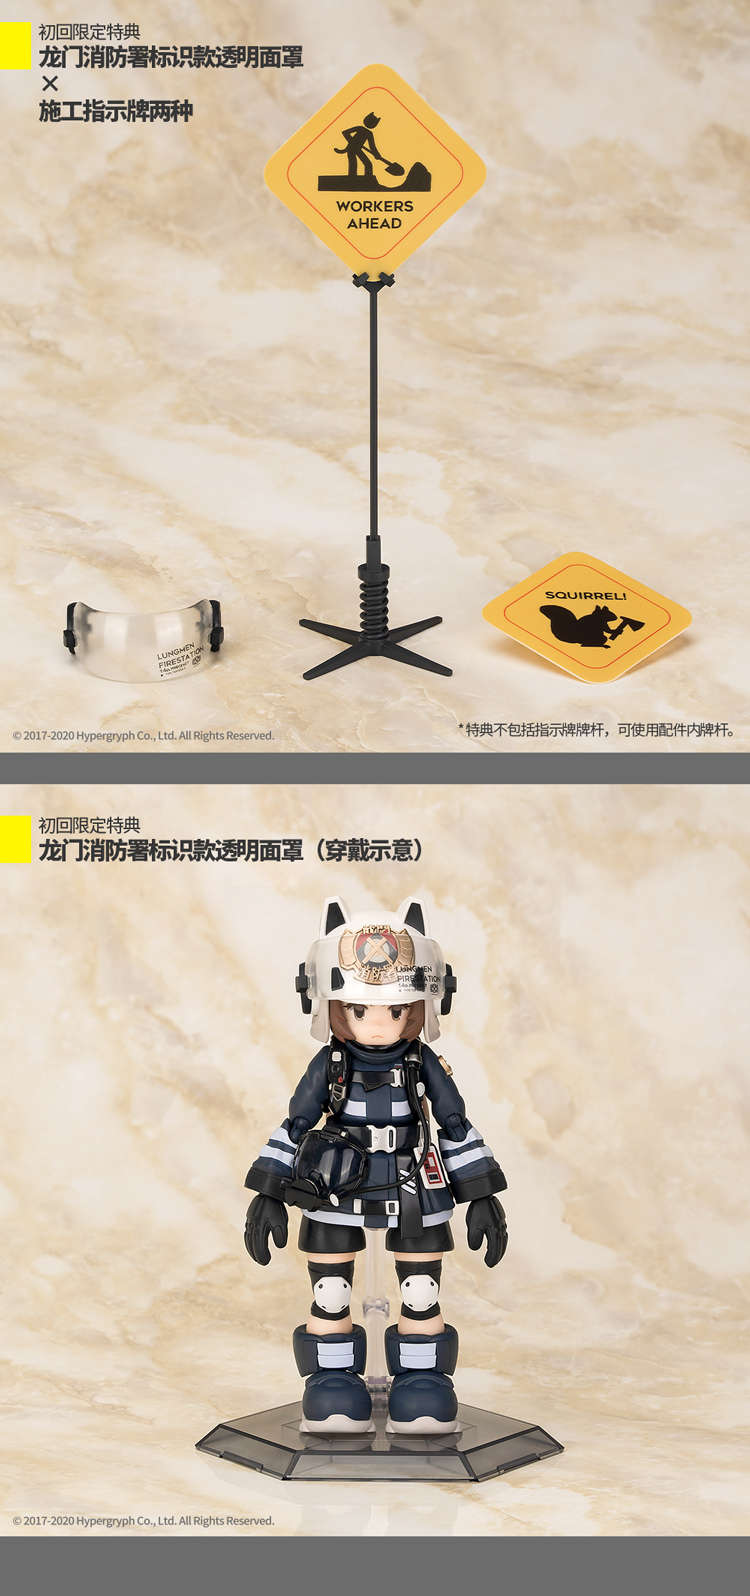 初回限定特典
龙门消防署标识款透明面罩
×
施工指示牌两种
WORKERS
AHEAD
SQUIRREL!
LUNGMEN
FIRESTATION
© 2017-2020 Hypergryph Co., Ltd. All Rights Reserved.
*特典不包括指示牌牌杆，可使用配件内牌杆。
初回限定特典
龙门消防署标识款透明面罩（穿戴示意）
LUNGMEN
FIRESTATION
© 2017-2020 Hypergryph Co., Ltd. All Rights Reserved.